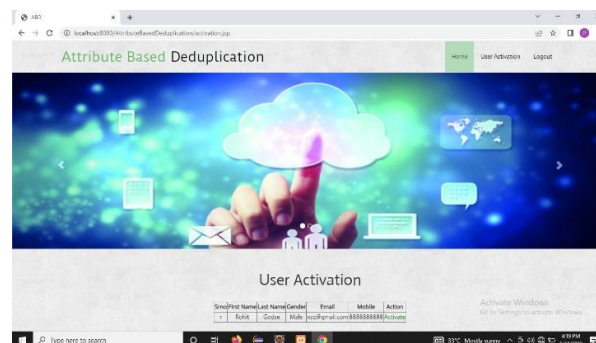 ABD
localhost:8080/AttributeBasedDeduplication/activation.jsp
Attribute Based Deduplication
Home User Activation Logout
User Activation
Srno First Name Last Name Gender Email Mobile Action
1 Rohit Godse Male xyz@gmail.com 8888888888 Activate
Activate Windows
Go to Settings to activate Windows.
Type here to search
33°C Mostly sunny